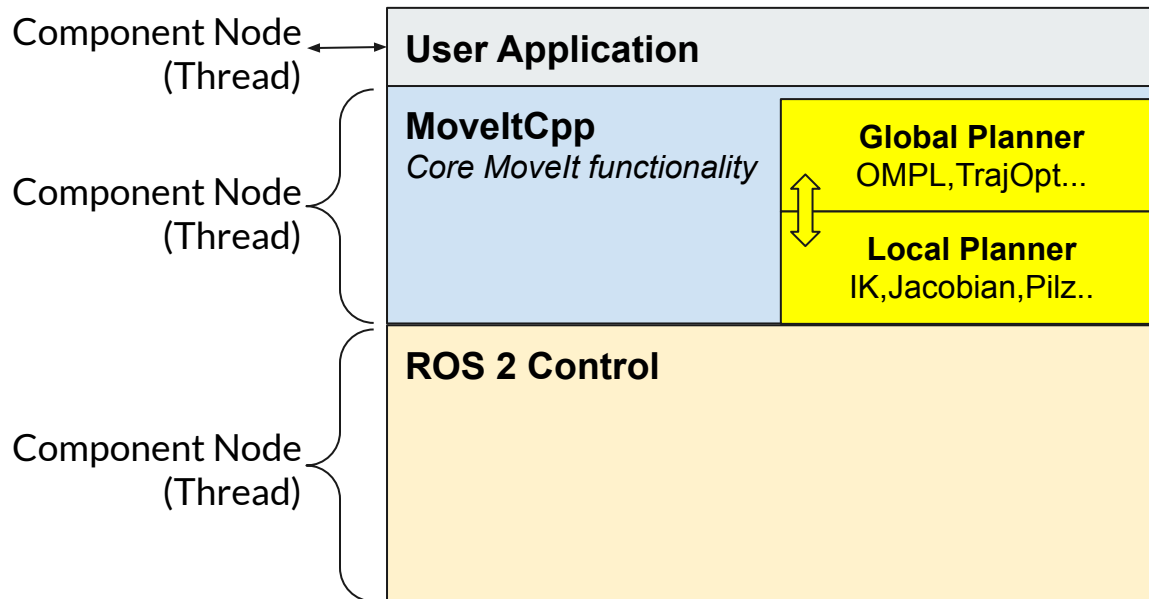 Component Node
(Thread)
User Application
Component Node
(Thread)
MoveItCpp
Core MoveIt functionality
Global Planner
OMPL,TrajOpt...
Local Planner
IK,Jacobian,Pilz..
Component Node
(Thread)
ROS 2 Control